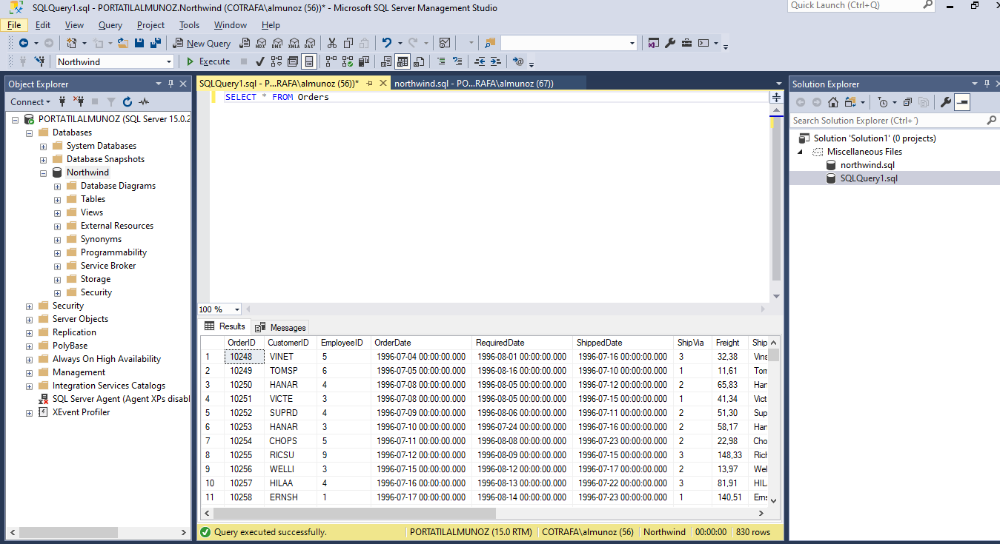 SQLQuery1.sql - PORTATILALMUNOZ.Northwind (COTRAFA\almunoz (56))* - Microsoft SQL Server Management Studio
Quick Launch (Ctrl+Q)
File Edit View Query Project Tools Window Help
New Query
MDX DMX XMLA DAX
Northwind Execute
Object Explorer
Connect
PORTATILALMUNOZ (SQL Server 15.0.2
Databases
System Databases
Database Snapshots
Northwind
Database Diagrams
Tables
Views
External Resources
Synonyms
Programmability
Service Broker
Storage
Security
Security
Server Objects
Replication
PolyBase
Always On High Availability
Management
Integration Services Catalogs
SQL Server Agent (Agent XPs disabl
XEvent Profiler
SQLQuery1.sql - P...RAFA\almunoz (56))* northwind.sql - PO...RAFA\almunoz (67))
SELECT * FROM Orders
100 %
Results Messages
OrderID CustomerID EmployeeID OrderDate RequiredDate ShippedDate ShipVia Freight Ship
1 10248 VINET 5 1996-07-04 00:00:00.000 1996-08-01 00:00:00.000 1996-07-16 00:00:00.000 3 32,38 Vins
2 10249 TOMSP 6 1996-07-05 00:00:00.000 1996-08-16 00:00:00.000 1996-07-10 00:00:00.000 1 11,61 Tom
3 10250 HANAR 4 1996-07-08 00:00:00.000 1996-08-05 00:00:00.000 1996-07-12 00:00:00.000 2 65,83 Han
4 10251 VICTE 3 1996-07-08 00:00:00.000 1996-08-05 00:00:00.000 1996-07-15 00:00:00.000 1 41,34 Vict
5 10252 SUPRD 4 1996-07-09 00:00:00.000 1996-08-06 00:00:00.000 1996-07-11 00:00:00.000 2 51,30 Sup
6 10253 HANAR 3 1996-07-10 00:00:00.000 1996-07-24 00:00:00.000 1996-07-16 00:00:00.000 2 58,17 Han
7 10254 CHOPS 5 1996-07-11 00:00:00.000 1996-08-08 00:00:00.000 1996-07-23 00:00:00.000 2 22,98 Cho
8 10255 RICSU 9 1996-07-12 00:00:00.000 1996-08-09 00:00:00.000 1996-07-15 00:00:00.000 3 148,33 Rich
9 10256 WELLI 3 1996-07-15 00:00:00.000 1996-08-12 00:00:00.000 1996-07-17 00:00:00.000 2 13,97 Wel
10 10257 HILAA 4 1996-07-16 00:00:00.000 1996-08-13 00:00:00.000 1996-07-22 00:00:00.000 3 81,91 HILA
11 10258 ERNSH 1 1996-07-17 00:00:00.000 1996-08-14 00:00:00.000 1996-07-23 00:00:00.000 1 140,51 Erns
Query executed successfully. PORTATILALMUNOZ (15.0 RTM) COTRAFA\almunoz (56) Northwind 00:00:00 830 rows
Solution Explorer
Search Solution Explorer (Ctrl+´)
Solution 'Solution1' (0 projects)
Miscellaneous Files
northwind.sql
SQLQuery1.sql